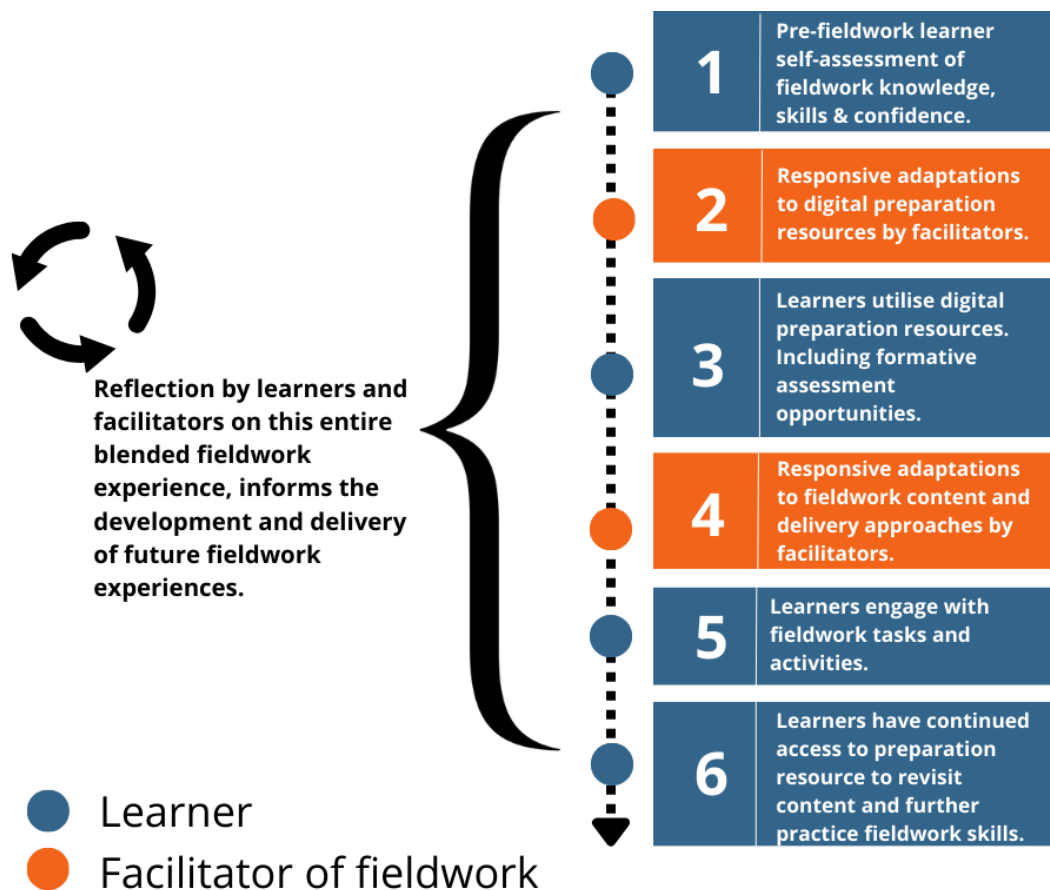 1
Pre-fieldwork learner
self-assessment of
fieldwork knowledge,
skills & confidence.
2
Responsive adaptations
to digital preparation
resources by facilitators.
3
Learners utilise digital
preparation resources.
Including formative
assessment
opportunities.
4
Responsive adaptations
to fieldwork content and
delivery approaches by
facilitators.
5
Learners engage with
fieldwork tasks and
activities.
6
Learners have continued
access to preparation
resource to revisit
content and further
practice fieldwork skills.
Reflection by learners and
facilitators on this entire
blended fieldwork
experience, informs the
development and delivery
of future fieldwork
experiences.
Learner
Facilitator of fieldwork